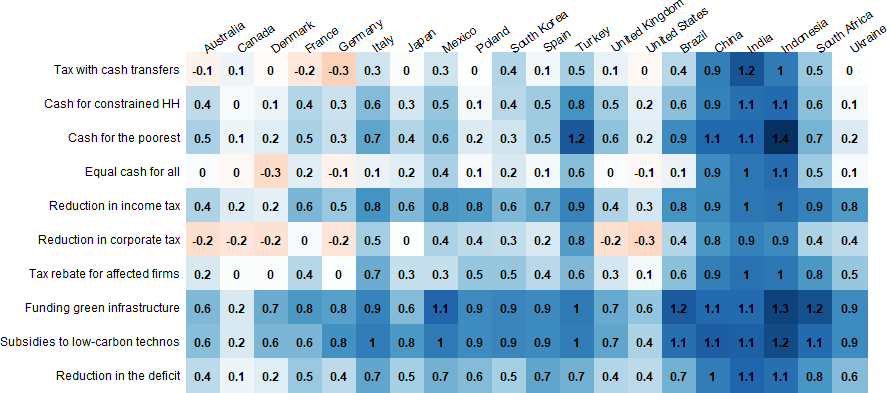 Australia Canada Denmark France Germany Italy Japan Mexico Poland South Korea Spain Turkey United Kingdom United States Brazil China India Indonesia South Africa Ukraine
Tax with cash transfers -0.1 0.1 0 -0.2 -0.3 0.3 0 0.3 0 0.4 0.1 0.5 0.1 0 0.4 0.9 1.2 1 0.5 0
Cash for constrained HH 0.4 0 0.1 0.4 0.3 0.6 0.3 0.5 0.1 0.4 0.5 0.8 0.5 0.2 0.6 0.9 1.1 1.1 0.6 0.1
Cash for the poorest 0.5 0.1 0.2 0.5 0.3 0.7 0.4 0.6 0.2 0.3 0.5 1.2 0.6 0.2 0.9 1.1 1.1 1.4 0.7 0.2
Equal cash for all 0 0 -0.3 0.2 -0.1 0.1 0.2 0.4 0.1 0.2 0.1 0.6 0 -0.1 0.1 0.9 1 1.1 0.5 0.1
Reduction in income tax 0.4 0.2 0.2 0.6 0.5 0.8 0.6 0.8 0.8 0.6 0.7 0.9 0.4 0.3 0.8 0.9 1 1 0.9 0.8
Reduction in corporate tax -0.2 -0.2 -0.2 0 -0.2 0.5 0 0.4 0.4 0.3 0.2 0.8 -0.2 -0.3 0.4 0.8 0.9 0.9 0.4 0.4
Tax rebate for affected firms 0.2 0 0 0.4 0 0.7 0.3 0.3 0.5 0.5 0.4 0.6 0.3 0.1 0.6 0.9 1 1 0.8 0.5
Funding green infrastructure 0.6 0.2 0.7 0.8 0.8 0.9 0.6 1.1 0.9 0.9 0.9 1 0.7 0.6 1.2 1.1 1.1 1.3 1.2 0.9
Subsidies to low-carbon technos 0.6 0.2 0.6 0.6 0.8 1 0.8 1 0.9 0.9 0.9 1 0.7 0.4 1.1 1.1 1.1 1.2 1.1 0.9
Reduction in the deficit 0.4 0.1 0.2 0.5 0.4 0.7 0.5 0.7 0.6 0.5 0.7 0.7 0.4 0.4 0.7 1 1.1 1.1 0.8 0.6